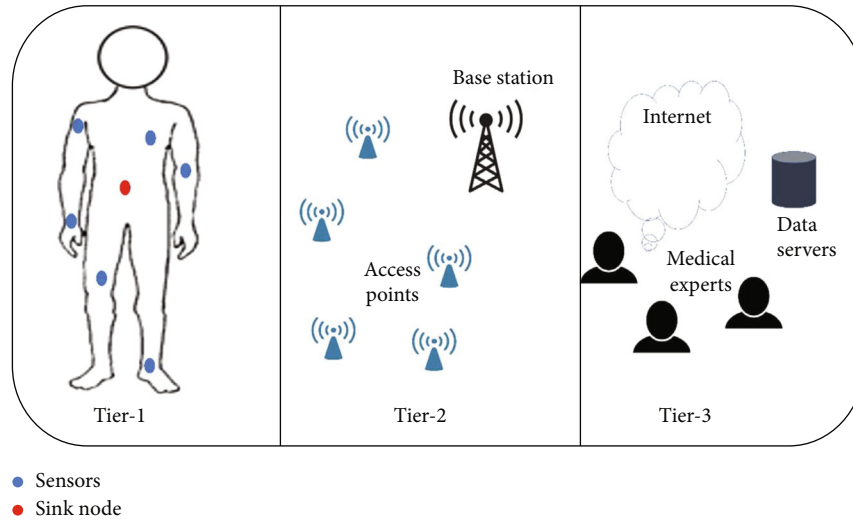 Base station
Access
points
Internet
Data
servers
Medical
experts
Tier-1
Tier-2
Tier-3
Sensors
Sink node